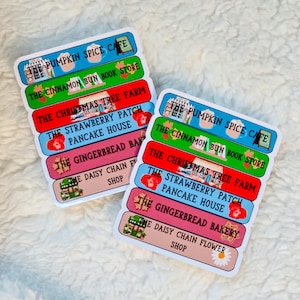 THE PUMPKIN SPICE CAFE
THE CINNAMON BUN BOOK STORE
THE CHRISTMAS TREE FARM
THE STRAWBERRY PATCH
PANCAKE HOUSE
THE GINGERBREAD BAKERY
THE DAISY CHAIN FLOWER
SHOP
THE PUMPKIN SPICE CAFE
THE CINNAMON BUN BOOK STORE
THE CHRISTMAS TREE FARM
THE STRAWBERRY PATCH
PANCAKE HOUSE
THE GINGERBREAD BAKERY
THE DAISY CHAIN FLOWER
SHOP